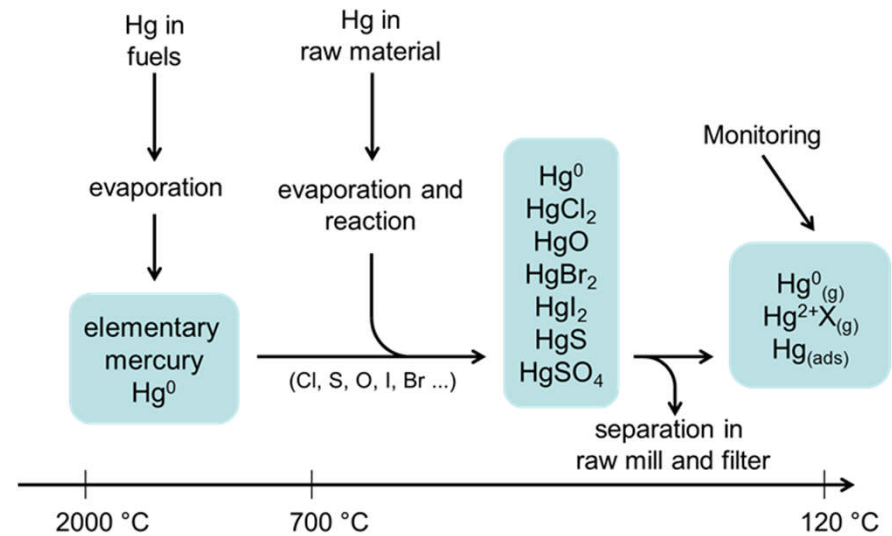 Hg in
fuels
Hg in
raw material
Monitoring
evaporation
evaporation and
reaction
elementary
mercury
Hg⁰
(Cl, S, O, I, Br ...)
Hg⁰
HgCl₂
HgO
HgBr₂
HgI₂
HgS
HgSO₄
Hg⁰₍g₎
Hg²⁺X₍g₎
Hg₍ads₎
separation in
raw mill and filter
2000 °C
700 °C
120 °C